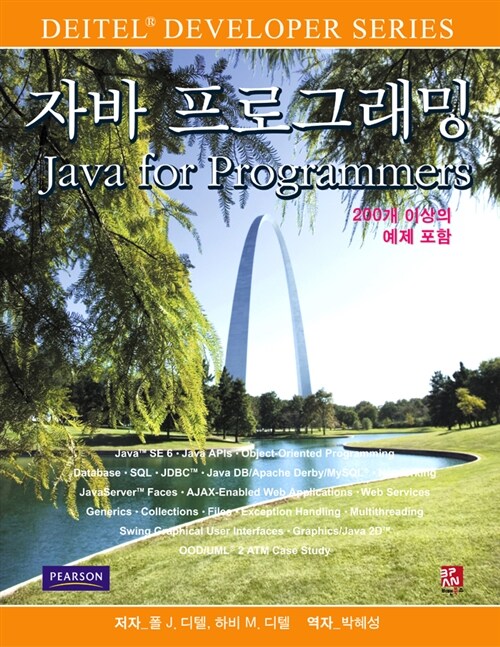 DEITEL® DEVELOPER SERIES
자바 프로그래밍
Java for Programmers
200개 이상의
예제 포함
Java™ SE 6 • Java APIs • Object-Oriented Programming
Database • SQL • JDBC™ • Java DB/Apache Derby/MySQL® • Networking
JavaServer™ Faces • AJAX-Enabled Web Applications • Web Services
Generics • Collections • Files • Exception Handling • Multithreading
Swing Graphical User Interfaces • Graphics/Java 2D™
OOD/UML™ 2 ATM Case Study
PEARSON
저자_폴 J. 디텔, 하비 M. 디텔 역자_박혜성